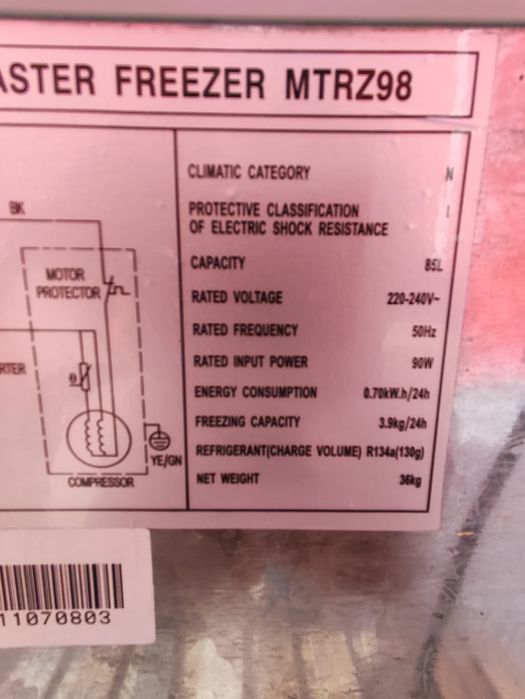 ASTER FREEZER MTRZ98
CLIMATIC CATEGORY N
PROTECTIVE CLASSIFICATION I
OF ELECTRIC SHOCK RESISTANCE
CAPACITY 85L
RATED VOLTAGE 220-240V~
RATED FREQUENCY 50Hz
RATED INPUT POWER 90W
ENERGY CONSUMPTION 0.70kW.h/24h
FREEZING CAPACITY 3.9kg/24h
REFRIGERANT(CHARGE VOLUME) R134a(130g)
NET WEIGHT 36kg
BK
MOTOR
PROTECTOR
RTER
θ
YE/GN
COMPRESSOR
11070803